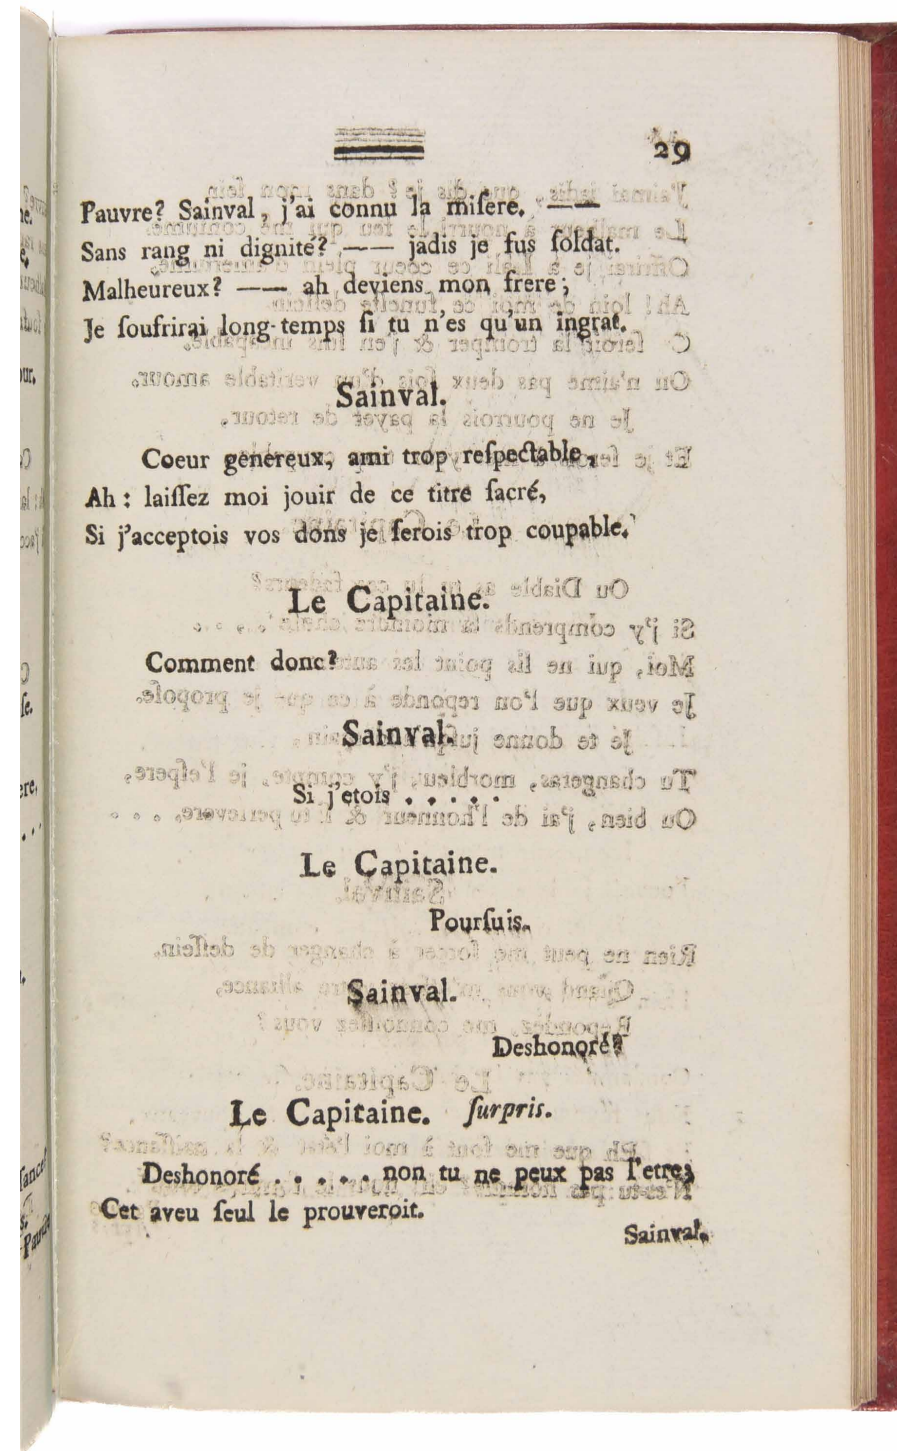 29
Pauvre? Sainval, j'ai connu la miſere. ——
Sans rang ni dignité? —— jadis je fus ſoldat.
Malheureux? —— ah deviens mon frere;
Je ſoufrirai long-temps ſi tu n'es qu'un ingrat.
Sainval.
Coeur genéreux, ami trop reſpectable,
Ah: laiſſez moi jouir de ce titre ſacré,
Si j'acceptois vos dons je ſerois trop coupable.
Le Capitaine.
Comment donc?
Sainval.
Si j'etois . . . . .
Le Capitaine.
Pourſuis.
Sainval.
Deshonoré?
Le Capitaine. ſurpris.
Deshonoré . . . . . non tu ne peux pas l'etre;
Cet aveu ſeul le prouveroit.
Sainval.